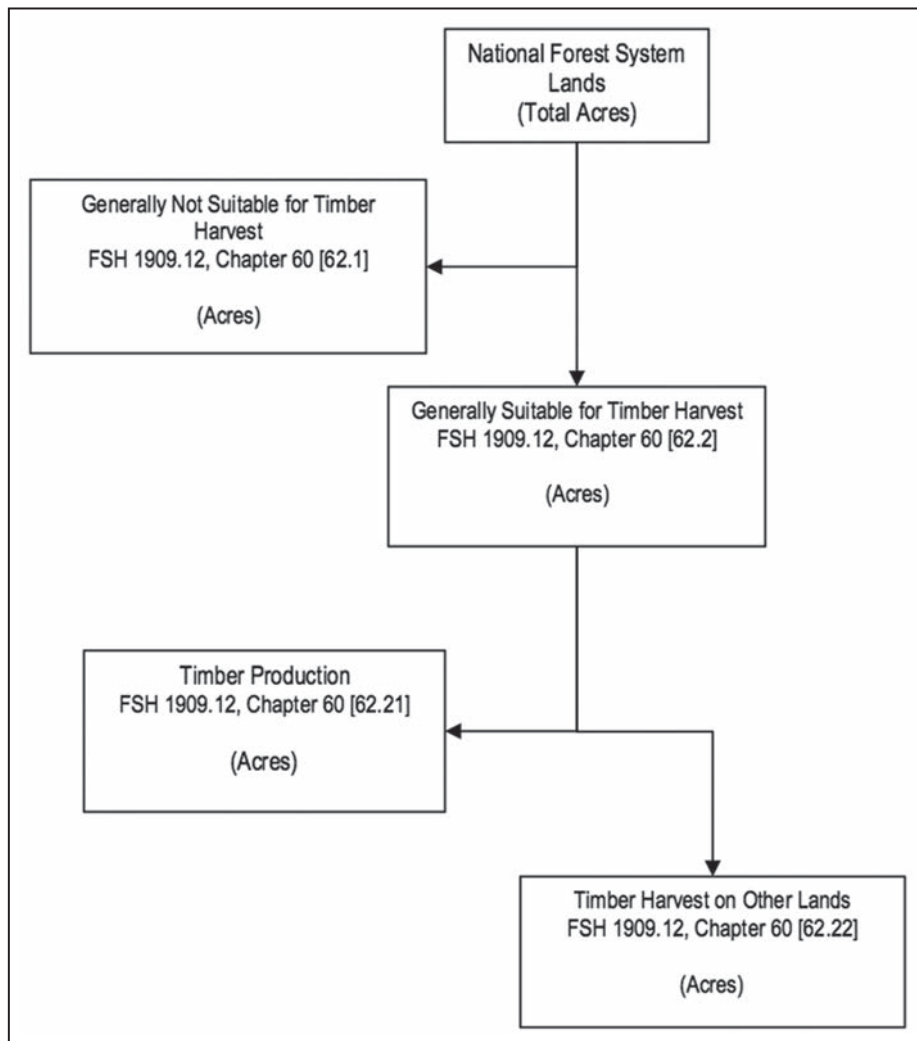 National Forest System
Lands
(Total Acres)
Generally Not Suitable for Timber
Harvest
FSH 1909.12, Chapter 60 [62.1]
(Acres)
Generally Suitable for Timber Harvest
FSH 1909.12, Chapter 60 [62.2]
(Acres)
Timber Production
FSH 1909.12, Chapter 60 [62.21]
(Acres)
Timber Harvest on Other Lands
FSH 1909.12, Chapter 60 [62.22]
(Acres)